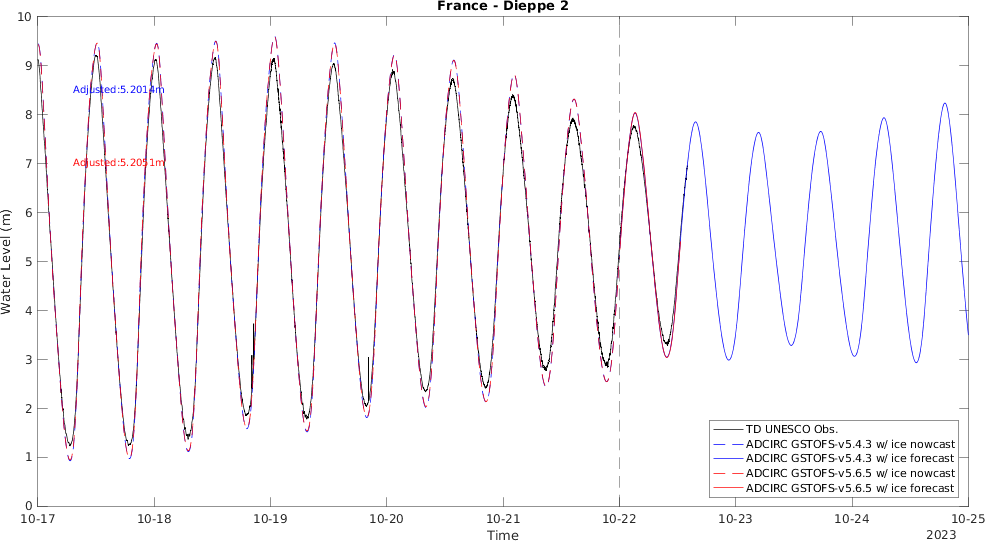 France - Dieppe 2
Water Level (m)
10
9
8
7
6
5
4
3
2
1
0
Adjusted:5.2014m
Adjusted:5.2051m
TD UNESCO Obs.
ADCIRC GSTOFS-v5.4.3 w/ ice nowcast
ADCIRC GSTOFS-v5.4.3 w/ ice forecast
ADCIRC GSTOFS-v5.6.5 w/ ice nowcast
ADCIRC GSTOFS-v5.6.5 w/ ice forecast
10-17 10-18 10-19 10-20 10-21 10-22 10-23 10-24 10-25
Time
2023